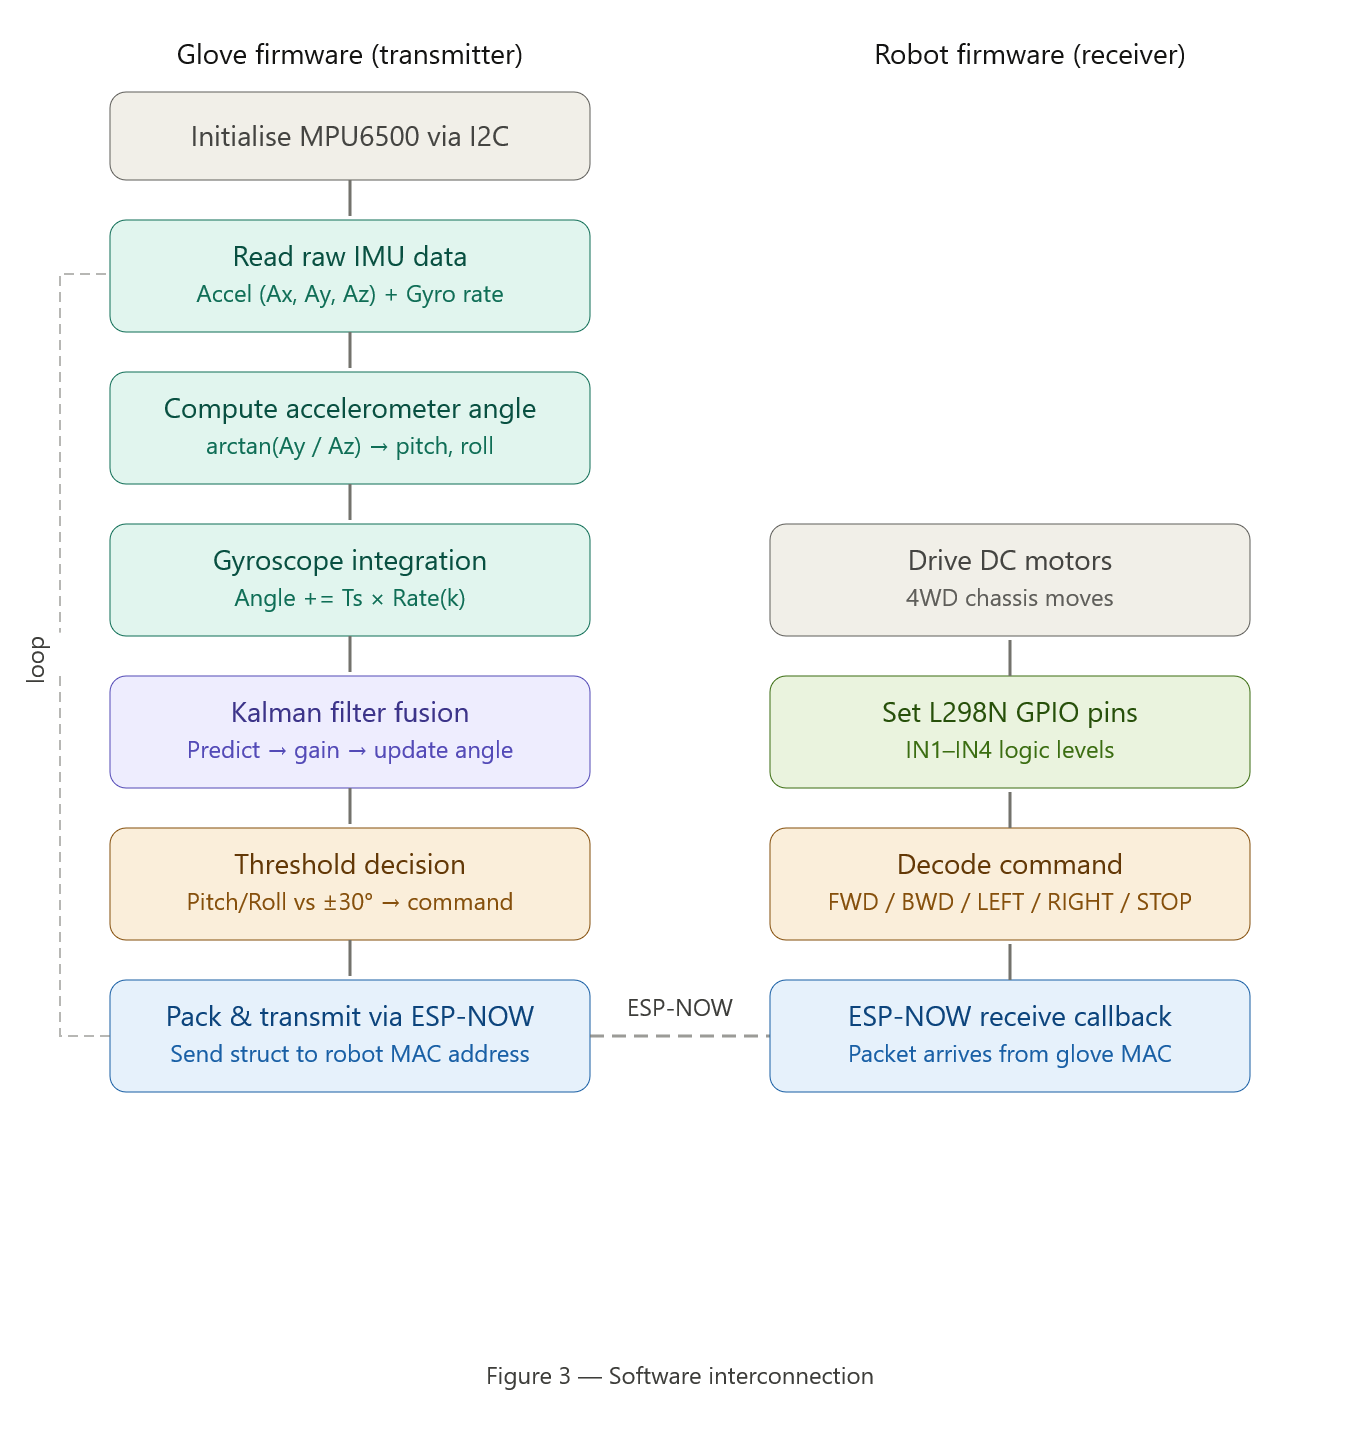 Glove firmware (transmitter)
Initialise MPU6500 via I2C
Read raw IMU data
Accel (Ax, Ay, Az) + Gyro rate
Compute accelerometer angle
arctan(Ay / Az) → pitch, roll
Gyroscope integration
Angle += Ts × Rate(k)
loop
Kalman filter fusion
Predict → gain → update angle
Threshold decision
Pitch/Roll vs ±30° → command
Pack & transmit via ESP-NOW
Send struct to robot MAC address
ESP-NOW
Robot firmware (receiver)
Drive DC motors
4WD chassis moves
Set L298N GPIO pins
IN1–IN4 logic levels
Decode command
FWD / BWD / LEFT / RIGHT / STOP
ESP-NOW receive callback
Packet arrives from glove MAC
Figure 3 — Software interconnection